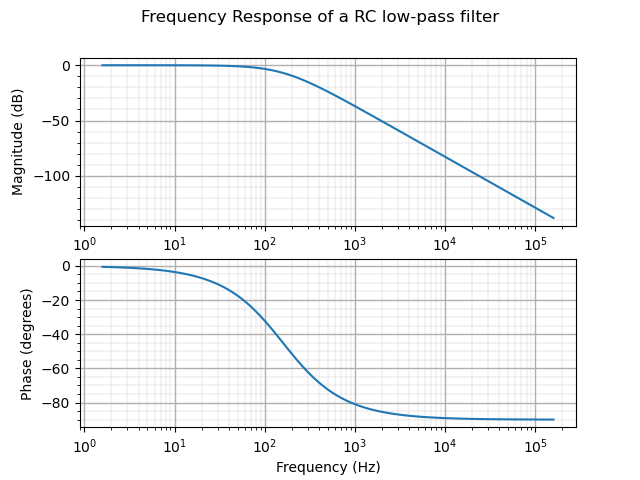 Frequency Response of a RC low-pass filter
Magnitude (dB)
0
−50
−100
10^0 10^1 10^2 10^3 10^4 10^5
Phase (degrees)
0
−20
−40
−60
−80
10^0 10^1 10^2 10^3 10^4 10^5
Frequency (Hz)